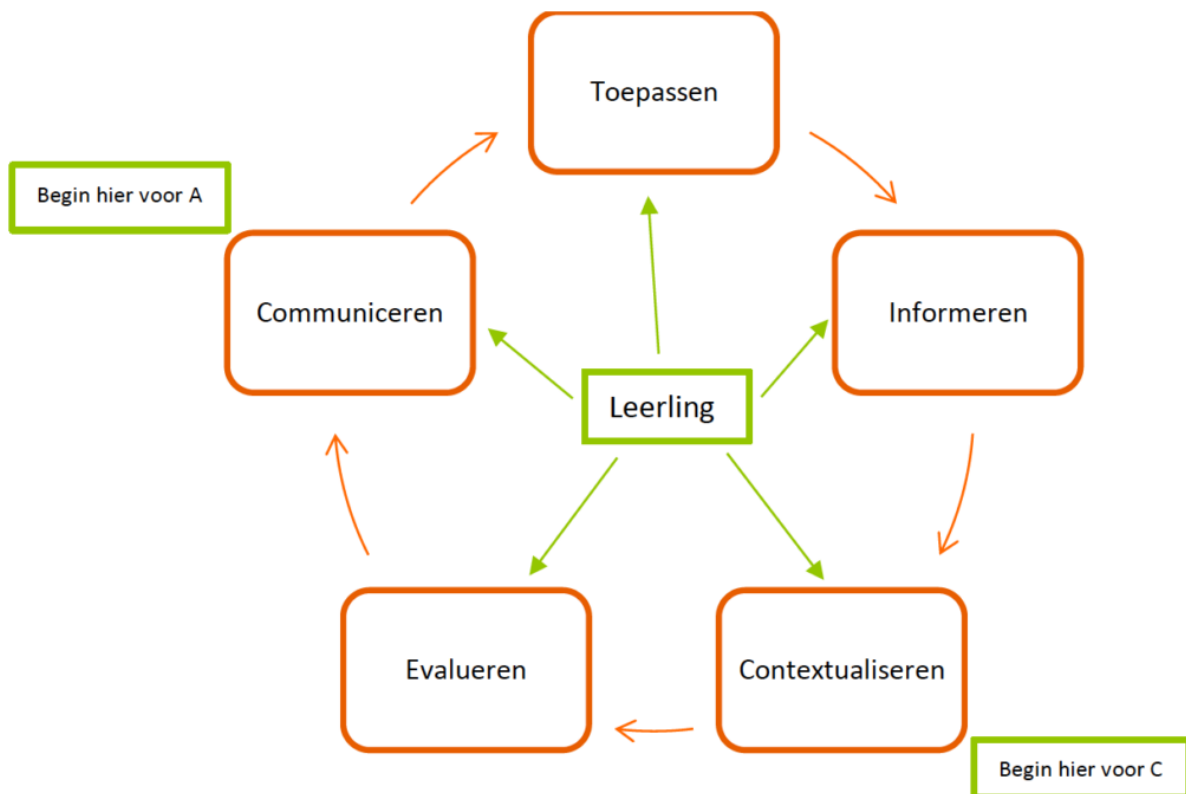 Toepassen
Begin hier voor A
Communiceren
Informeren
Leerling
Evalueren
Contextualiseren
Begin hier voor C